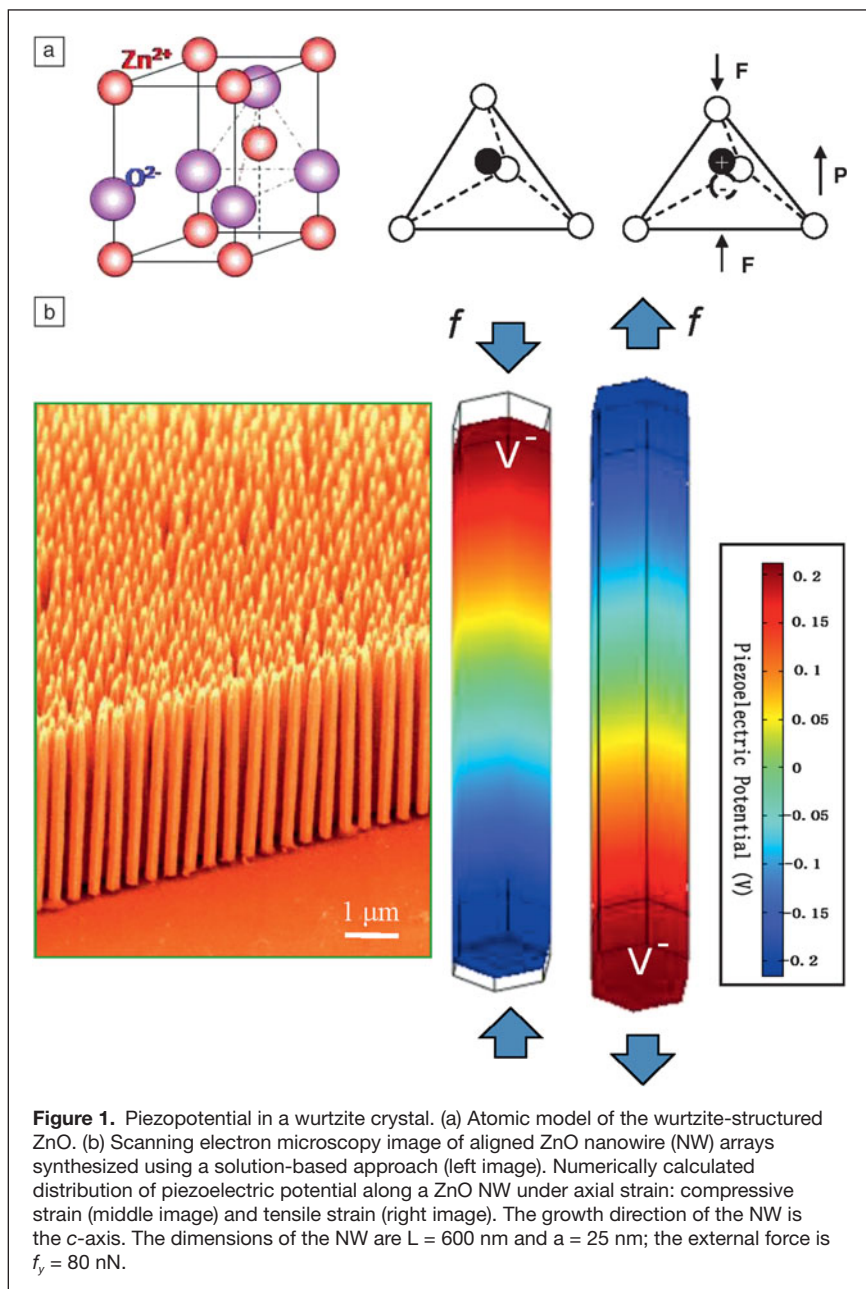 a
Zn²⁺
O²⁻
F
P
+
-
F
b
f
f
V⁻
V⁻
1 μm
Piezoelectric Potential (V)
0.2
0.15
0.1
0.05
0
−0.05
−0.1
−0.15
−0.2
Figure 1. Piezopotential in a wurtzite crystal. (a) Atomic model of the wurtzite-structured
ZnO. (b) Scanning electron microscopy image of aligned ZnO nanowire (NW) arrays
synthesized using a solution-based approach (left image). Numerically calculated
distribution of piezoelectric potential along a ZnO NW under axial strain: compressive
strain (middle image) and tensile strain (right image). The growth direction of the NW is
the c-axis. The dimensions of the NW are L = 600 nm and a = 25 nm; the external force is
fᵧ = 80 nN.